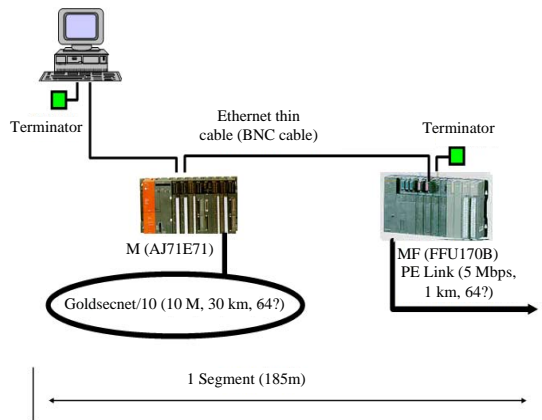 Terminator
Ethernet thin
cable (BNC cable)
Terminator
M (AJ71E71)
MF (FFU170B)
PE Link (5 Mbps,
1 km, 64?)
Goldsecnet/10 (10 M, 30 km, 64?)
1 Segment (185m)